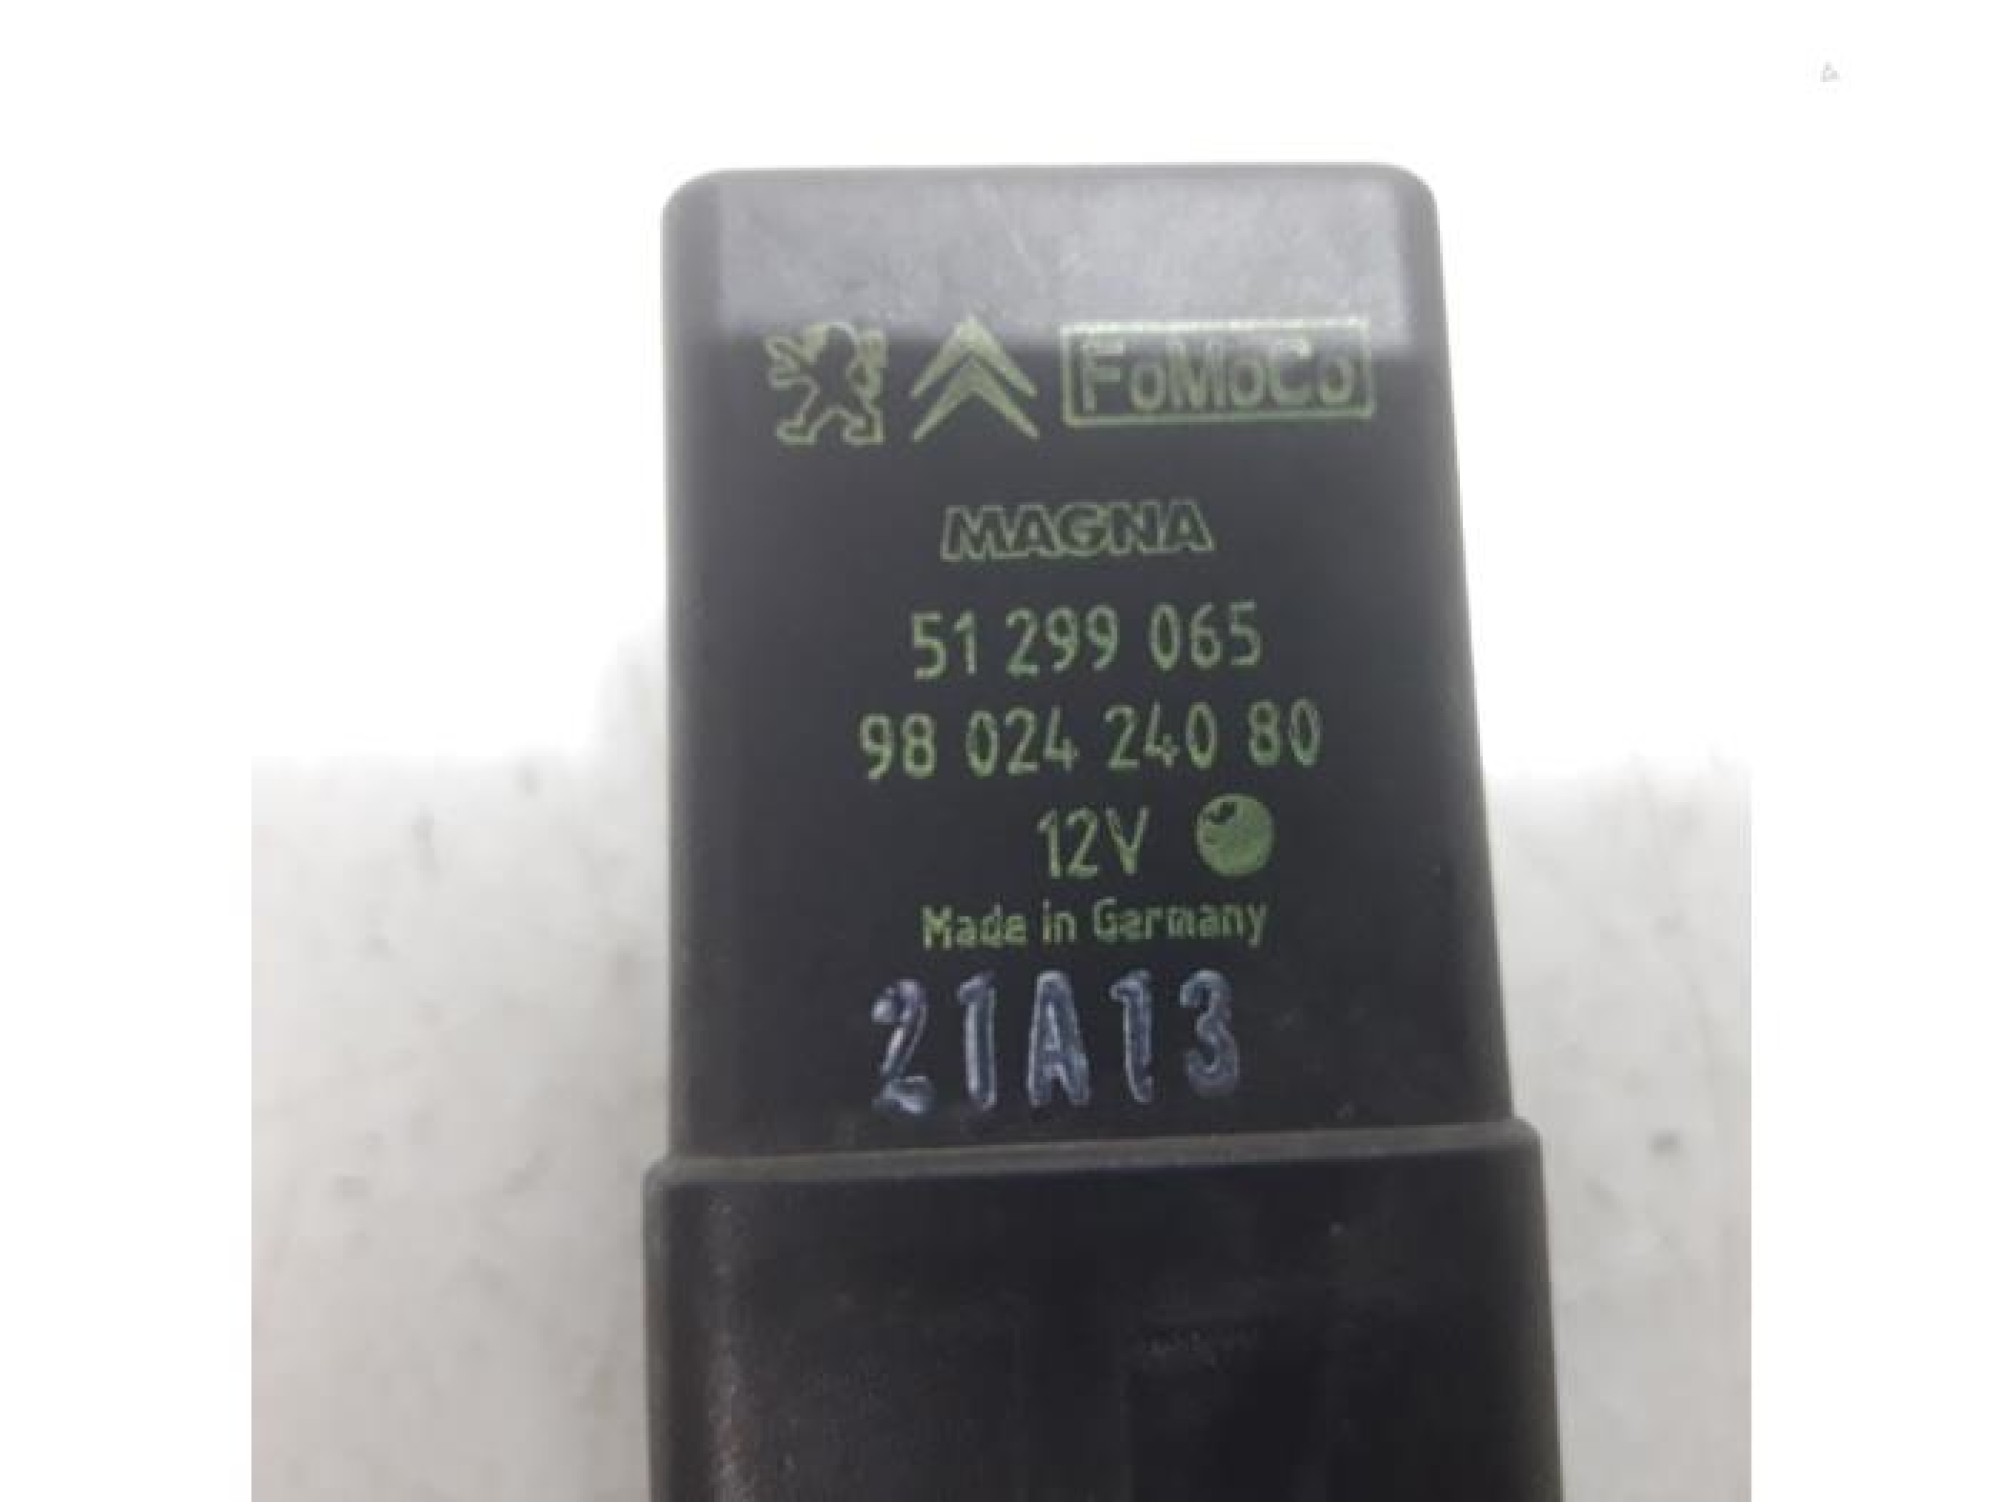 FoMoCo
MAGNA
51 299 065
98 024 240 80
12V
Made in Germany
21A13